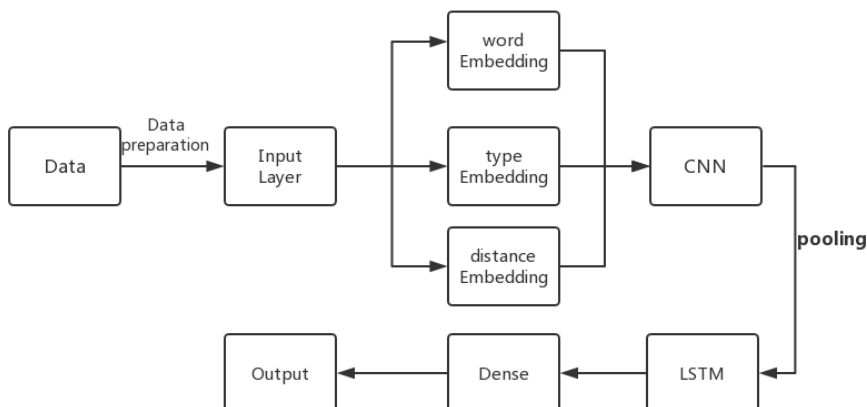 Data
Data
preparation
Input
Layer
word
Embedding
type
Embedding
distance
Embedding
CNN
pooling
LSTM
Dense
Output